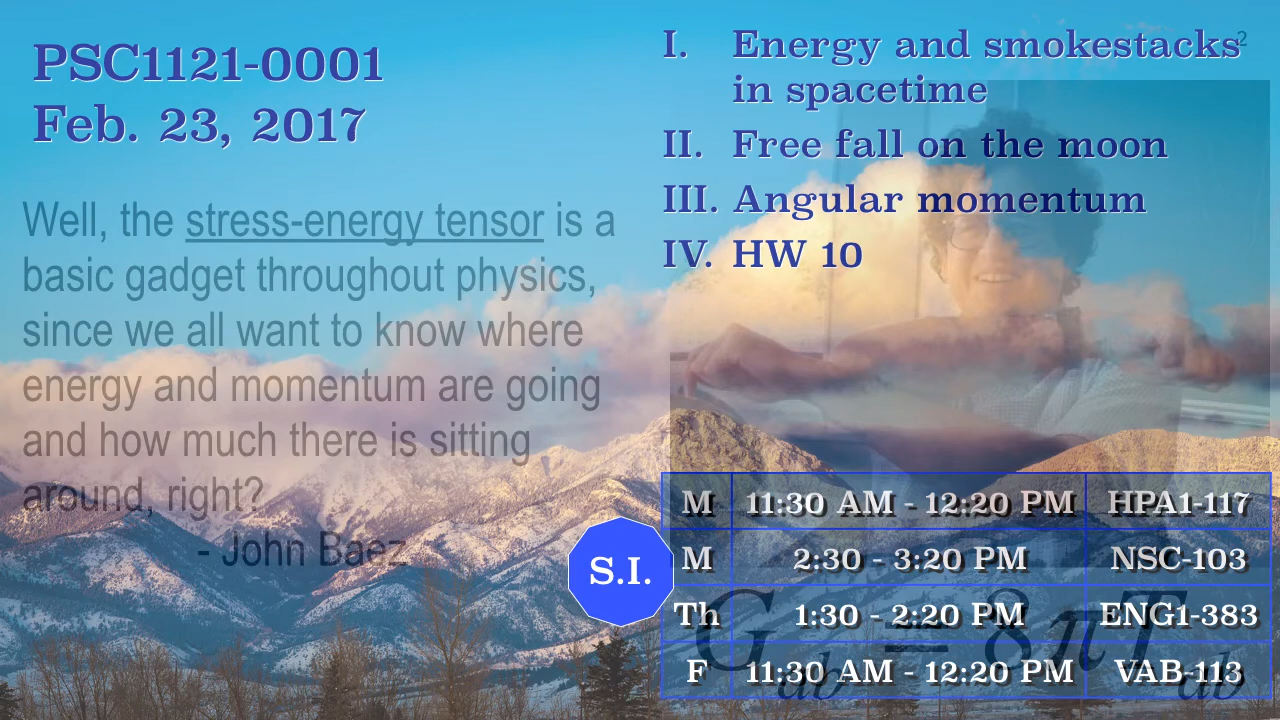 PSC1121-0001
Feb. 23, 2017
Well, the stress-energy tensor is a
basic gadget throughout physics,
since we all want to know where
energy and momentum are going
and how much there is sitting
around, right?
- John Baez
I. Energy and smokestacks
in spacetime
II. Free fall on the moon
III. Angular momentum
IV. HW 10
2
S.I.
M 11:30 AM - 12:20 PM HPA1-117
M 2:30 - 3:20 PM NSC-103
Th 1:30 - 2:20 PM ENG1-383
F 11:30 AM - 12:20 PM VAB-113
G_ab = 8πT_ab